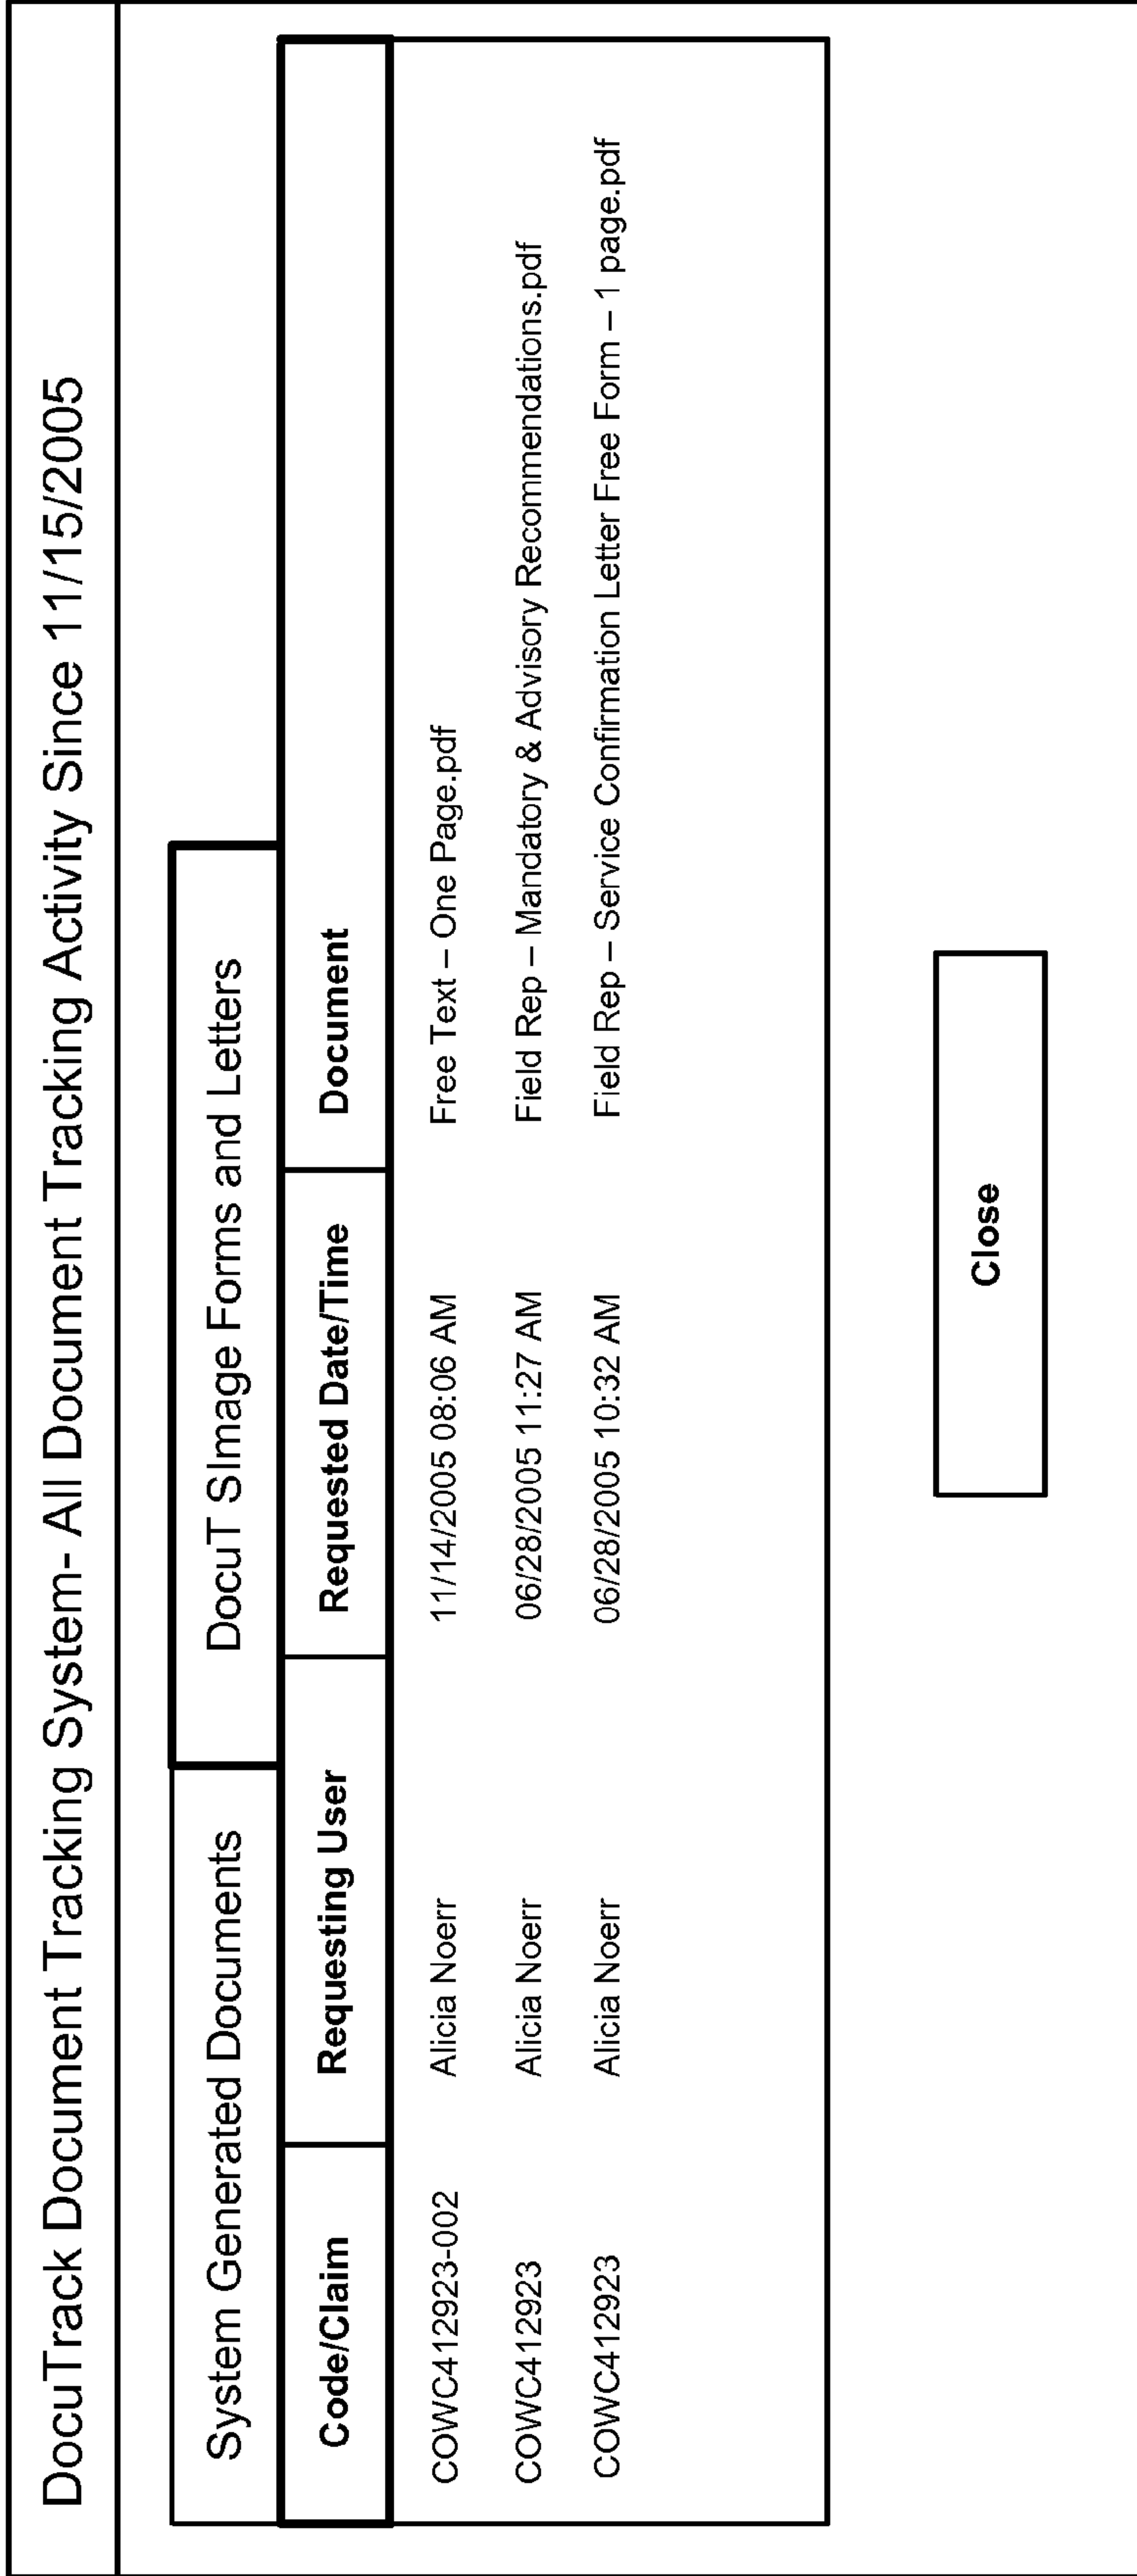 DocuTrack Document Tracking System- All Document Tracking Activity Since 11/15/2005
System Generated Documents DocuT SImage Forms and Letters
Code/Claim Requesting User Requested Date/Time Document
COWC412923-002 Alicia Noerr 11/14/2005 08:06 AM Free Text – One Page.pdf
COWC412923 Alicia Noerr 06/28/2005 11:27 AM Field Rep – Mandatory & Advisory Recommendations.pdf
COWC412923 Alicia Noerr 06/28/2005 10:32 AM Field Rep – Service Confirmation Letter Free Form – 1 page.pdf
Close